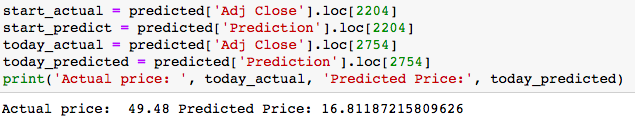 start_actual = predicted['Adj Close'].loc[2204]
start_predict = predicted['Prediction'].loc[2204]
today_actual = predicted['Adj Close'].loc[2754]
today_predicted = predicted['Prediction'].loc[2754]
print('Actual price: ', today_actual, 'Predicted Price:', today_predicted)
Actual price:  49.48 Predicted Price: 16.81187215809626